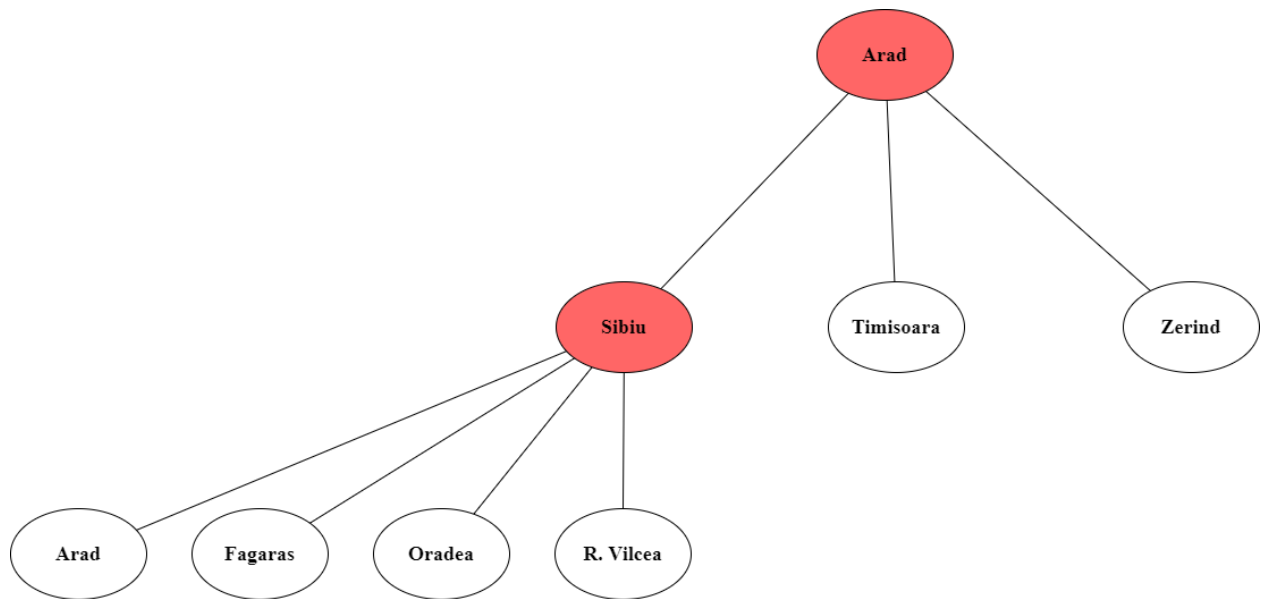 Arad
Sibiu
Timisoara
Zerind
Arad
Fagaras
Oradea
R. Vilcea